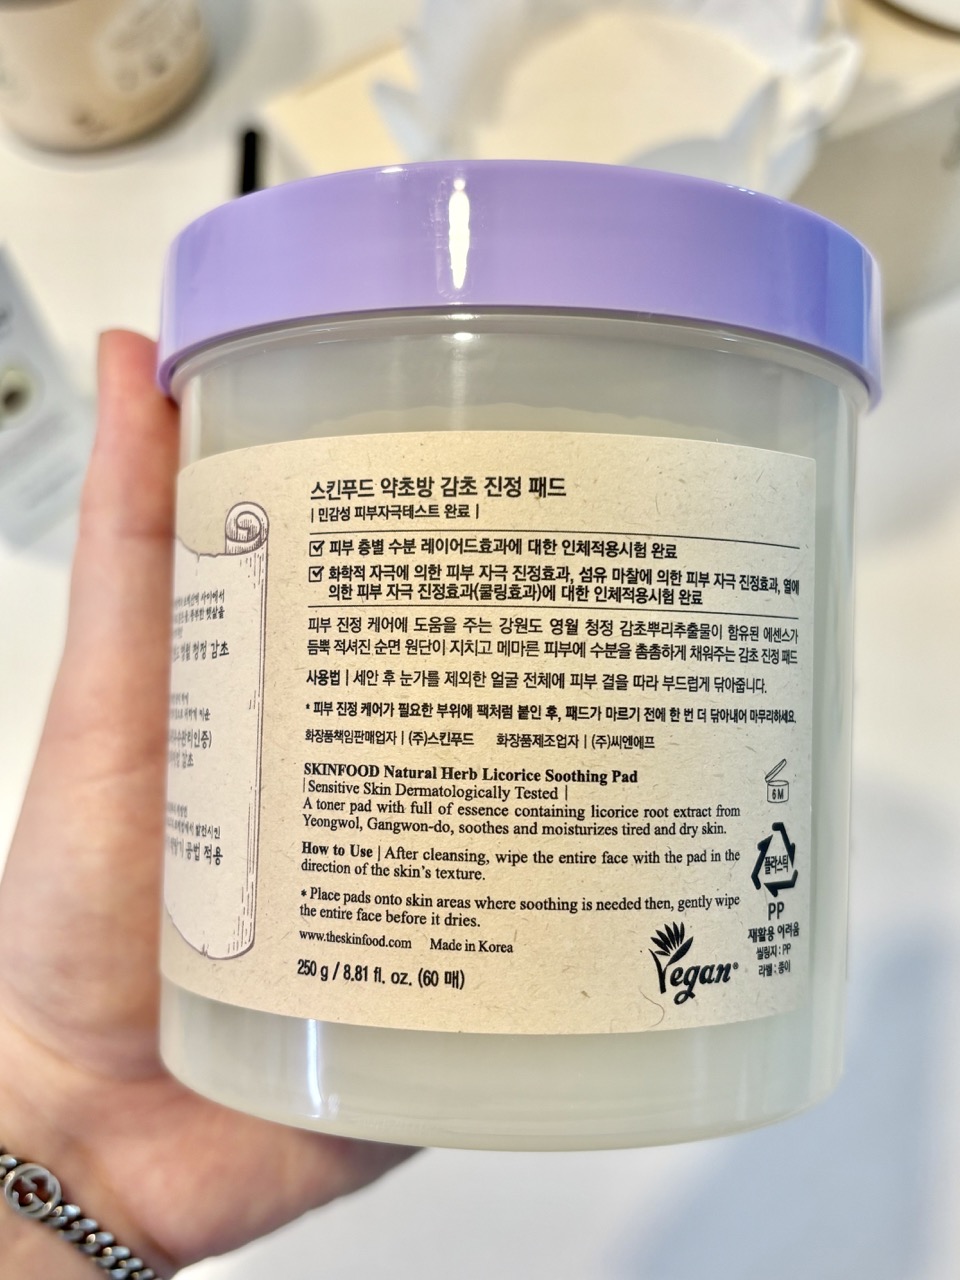 스킨푸드 약초방 감초 진정 패드
| 민감성 피부자극테스트 완료 |
피부 층별 수분 레이어드효과에 대한 인체적용시험 완료
화학적 자극에 의한 피부 자극 진정효과, 섬유 마찰에 의한 피부 자극 진정효과, 열에
의한 피부 자극 진정효과(쿨링효과)에 대한 인체적용시험 완료
피부 진정 케어에 도움을 주는 강원도 영월 청정 감초뿌리추출물이 함유된 에센스가
듬뿍 적셔진 순면 원단이 지치고 메마른 피부에 수분을 촘촘하게 채워주는 감초 진정 패드
사용법 | 세안 후 눈가를 제외한 얼굴 전체에 피부 결을 따라 부드럽게 닦아줍니다.
* 피부 진정 케어가 필요한 부위에 팩처럼 붙인 후, 패드가 마르기 전에 한 번 더 닦아내어 마무리하세요.
화장품책임판매업자 | (주)스킨푸드 화장품제조업자 | (주)씨엔에프
SKINFOOD Natural Herb Licorice Soothing Pad
| Sensitive Skin Dermatologically Tested |
A toner pad with full of essence containing licorice root extract from
Yeongwol, Gangwon-do, soothes and moisturizes tired and dry skin.
How to Use | After cleansing, wipe the entire face with the pad in the
direction of the skin's texture.
* Place pads onto skin areas where soothing is needed then, gently wipe
the entire face before it dries.
www.theskinfood.com Made in Korea
250 g / 8.81 fl. oz. (60 매)
Vegan®
6M
플라스틱
PP
재활용 어려움
씰링지 : PP
라벨 : 종이
청정 감초
감초
공법 적용